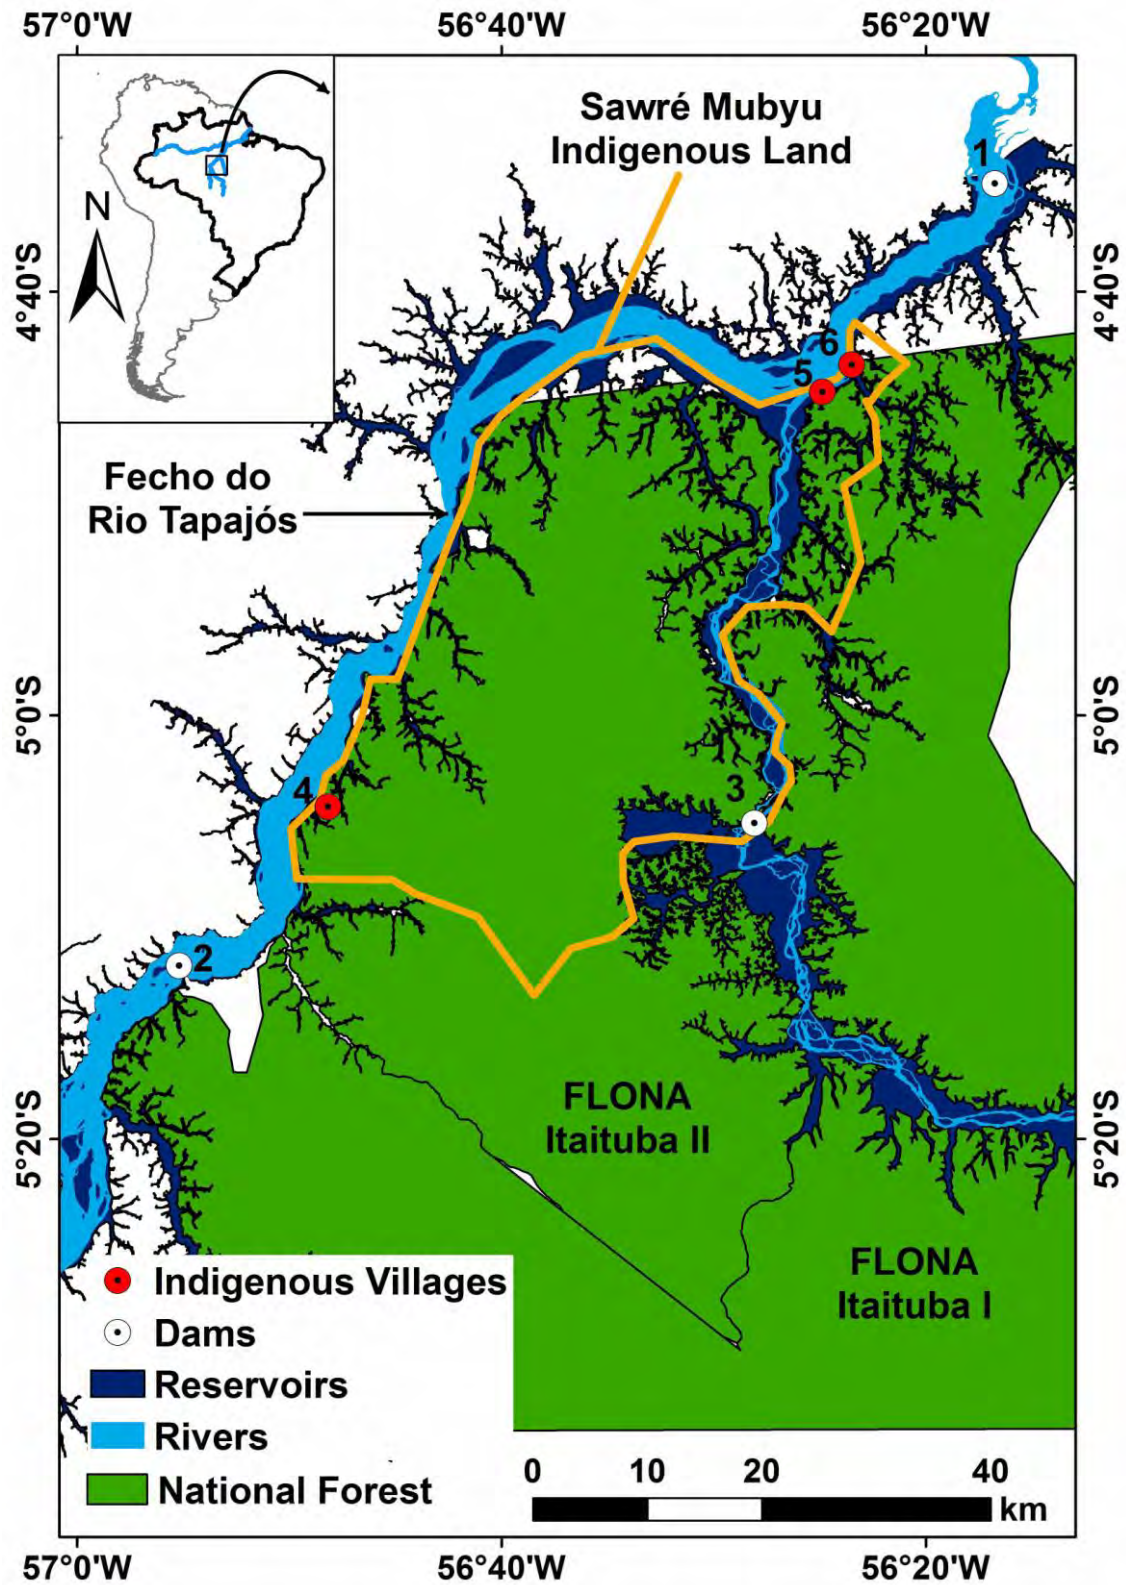 57°0'W 56°40'W 56°20'W
Sawré Mubyu
Indigenous Land
1
N
4°40'S
4°40'S
6
5
Fecho do
Rio Tapajós
5°0'S
5°0'S
3
4
2
FLONA
Itaituba II
5°20'S
5°20'S
FLONA
Itaituba I
Indigenous Villages
Dams
Reservoirs
Rivers
National Forest
0 10 20 40
km
57°0'W 56°40'W 56°20'W